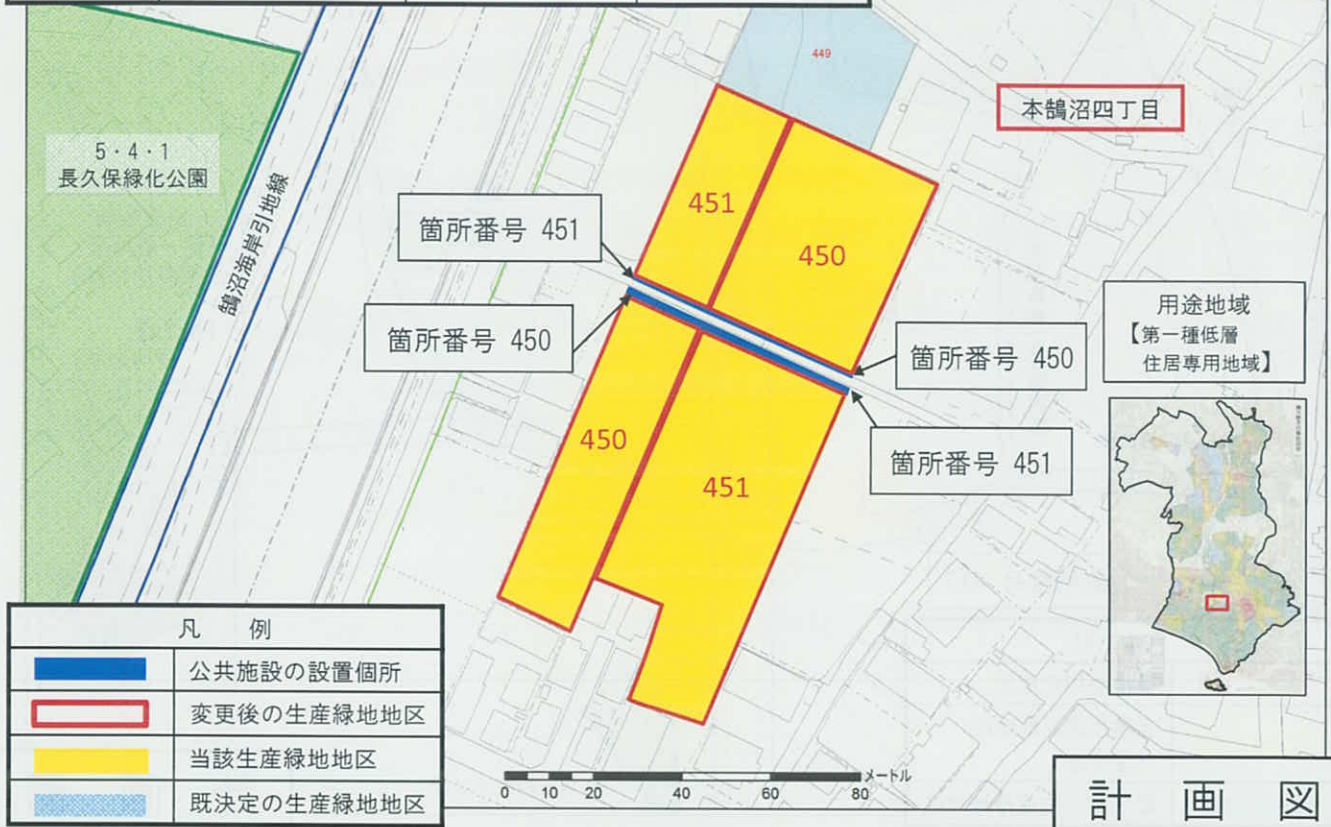 449
本鵠沼四丁目
5・4・1
長久保緑化公園
鵠沼海岸引地線
451
450
箇所番号 451
箇所番号 450
箇所番号 450
箇所番号 451
450
451
用途地域
【第一種低層
住居専用地域】
凡 例
公共施設の設置個所
変更後の生産緑地地区
当該生産緑地地区
既決定の生産緑地地区
0 10 20 40 60 80
メートル
計 画 図